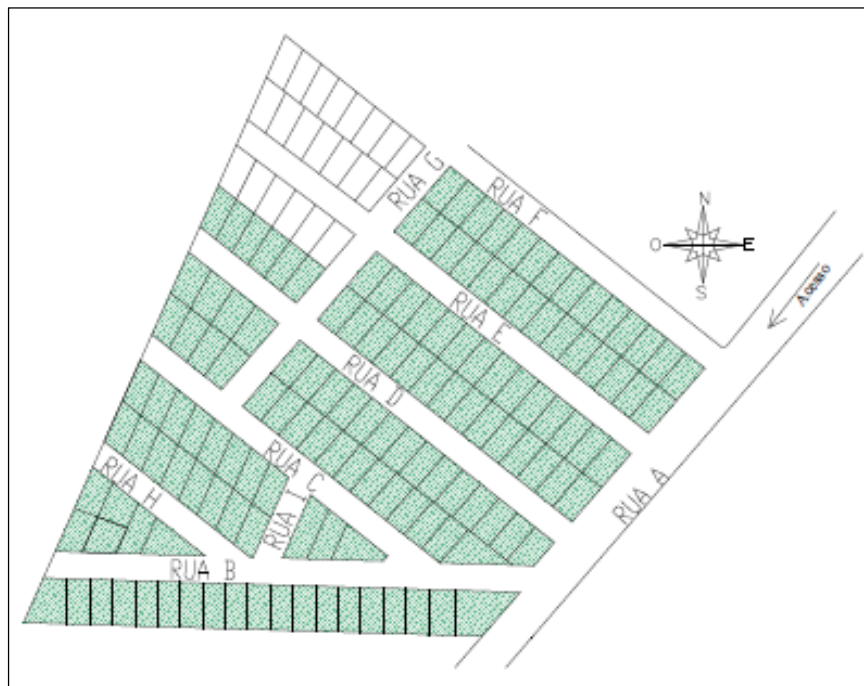 RUA G
RUA F
N
O
E
S
Acesso
RUA E
RUA D
RUA A
RUA C
RUA I
RUA H
RUA B